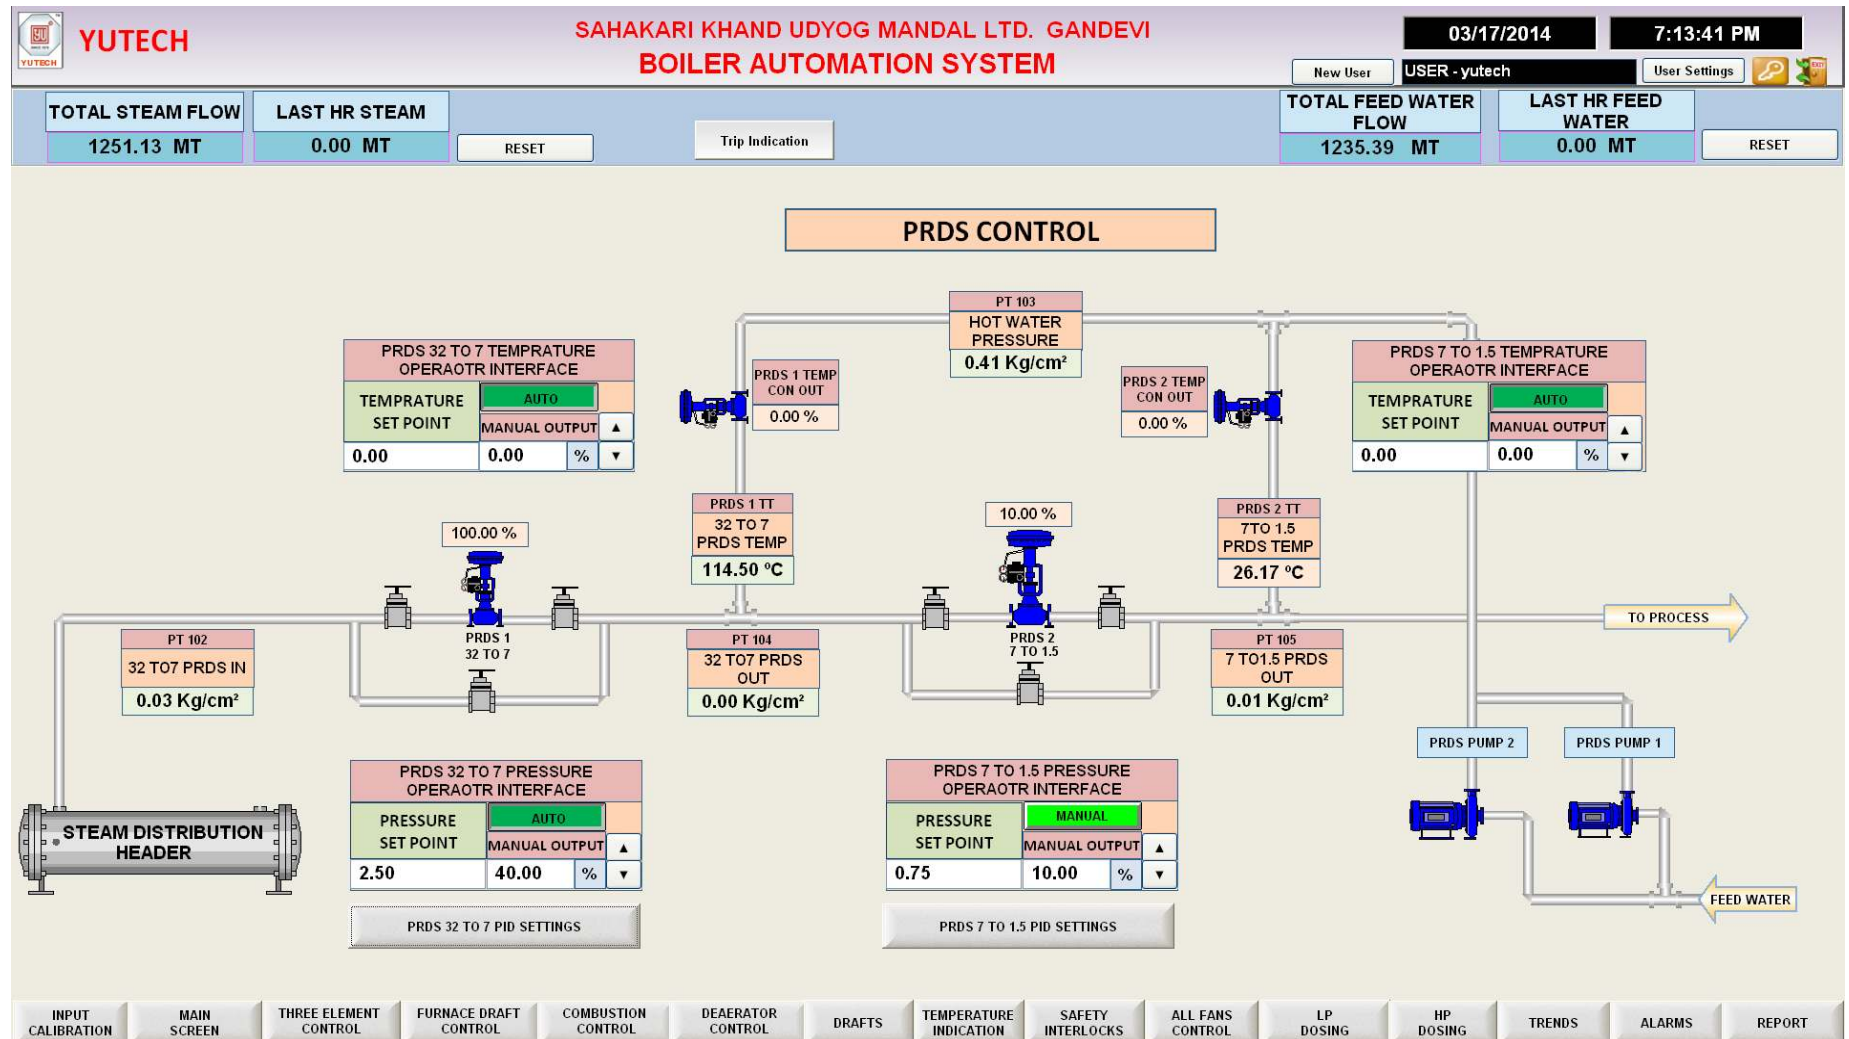 YUTECH
YU
SINCE 1978
YUTECH
SAHAKARI KHAND UDYOG MANDAL LTD. GANDEVI
BOILER AUTOMATION SYSTEM
03/17/2014
7:13:41 PM
New User
USER - yutech
User Settings
EXIT
TOTAL STEAM FLOW
1251.13 MT
LAST HR STEAM
0.00 MT
RESET
Trip Indication
TOTAL FEED WATER
FLOW
1235.39 MT
LAST HR FEED
WATER
0.00 MT
RESET
PRDS CONTROL
PT 103
HOT WATER
PRESSURE
0.41 Kg/cm²
PRDS 32 TO 7 TEMPRATURE
OPERAOTR INTERFACE
TEMPRATURE
SET POINT
AUTO
MANUAL OUTPUT
0.00
0.00
%
PRDS 1 TEMP
CON OUT
0.00 %
PRDS 2 TEMP
CON OUT
0.00 %
PRDS 7 TO 1.5 TEMPRATURE
OPERAOTR INTERFACE
TEMPRATURE
SET POINT
AUTO
MANUAL OUTPUT
0.00
0.00
%
100.00 %
PRDS 1 TT
32 TO 7
PRDS TEMP
114.50 ºC
10.00 %
PRDS 2 TT
7TO 1.5
PRDS TEMP
26.17 ºC
PT 102
32 TO7 PRDS IN
0.03 Kg/cm²
PRDS 1
32 TO 7
PT 104
32 TO7 PRDS
OUT
0.00 Kg/cm²
PRDS 2
7 TO 1.5
PT 105
7 TO1.5 PRDS
OUT
0.01 Kg/cm²
TO PROCESS
PRDS PUMP 2
PRDS PUMP 1
STEAM DISTRIBUTION
HEADER
PRDS 32 TO 7 PRESSURE
OPERAOTR INTERFACE
PRESSURE
SET POINT
AUTO
MANUAL OUTPUT
2.50
40.00
%
PRDS 32 TO 7 PID SETTINGS
PRDS 7 TO 1.5 PRESSURE
OPERAOTR INTERFACE
PRESSURE
SET POINT
MANUAL
MANUAL OUTPUT
0.75
10.00
%
PRDS 7 TO 1.5 PID SETTINGS
FEED WATER
INPUT
CALIBRATION
MAIN
SCREEN
THREE ELEMENT
CONTROL
FURNACE DRAFT
CONTROL
COMBUSTION
CONTROL
DEAERATOR
CONTROL
DRAFTS
TEMPERATURE
INDICATION
SAFETY
INTERLOCKS
ALL FANS
CONTROL
LP
DOSING
HP
DOSING
TRENDS
ALARMS
REPORT